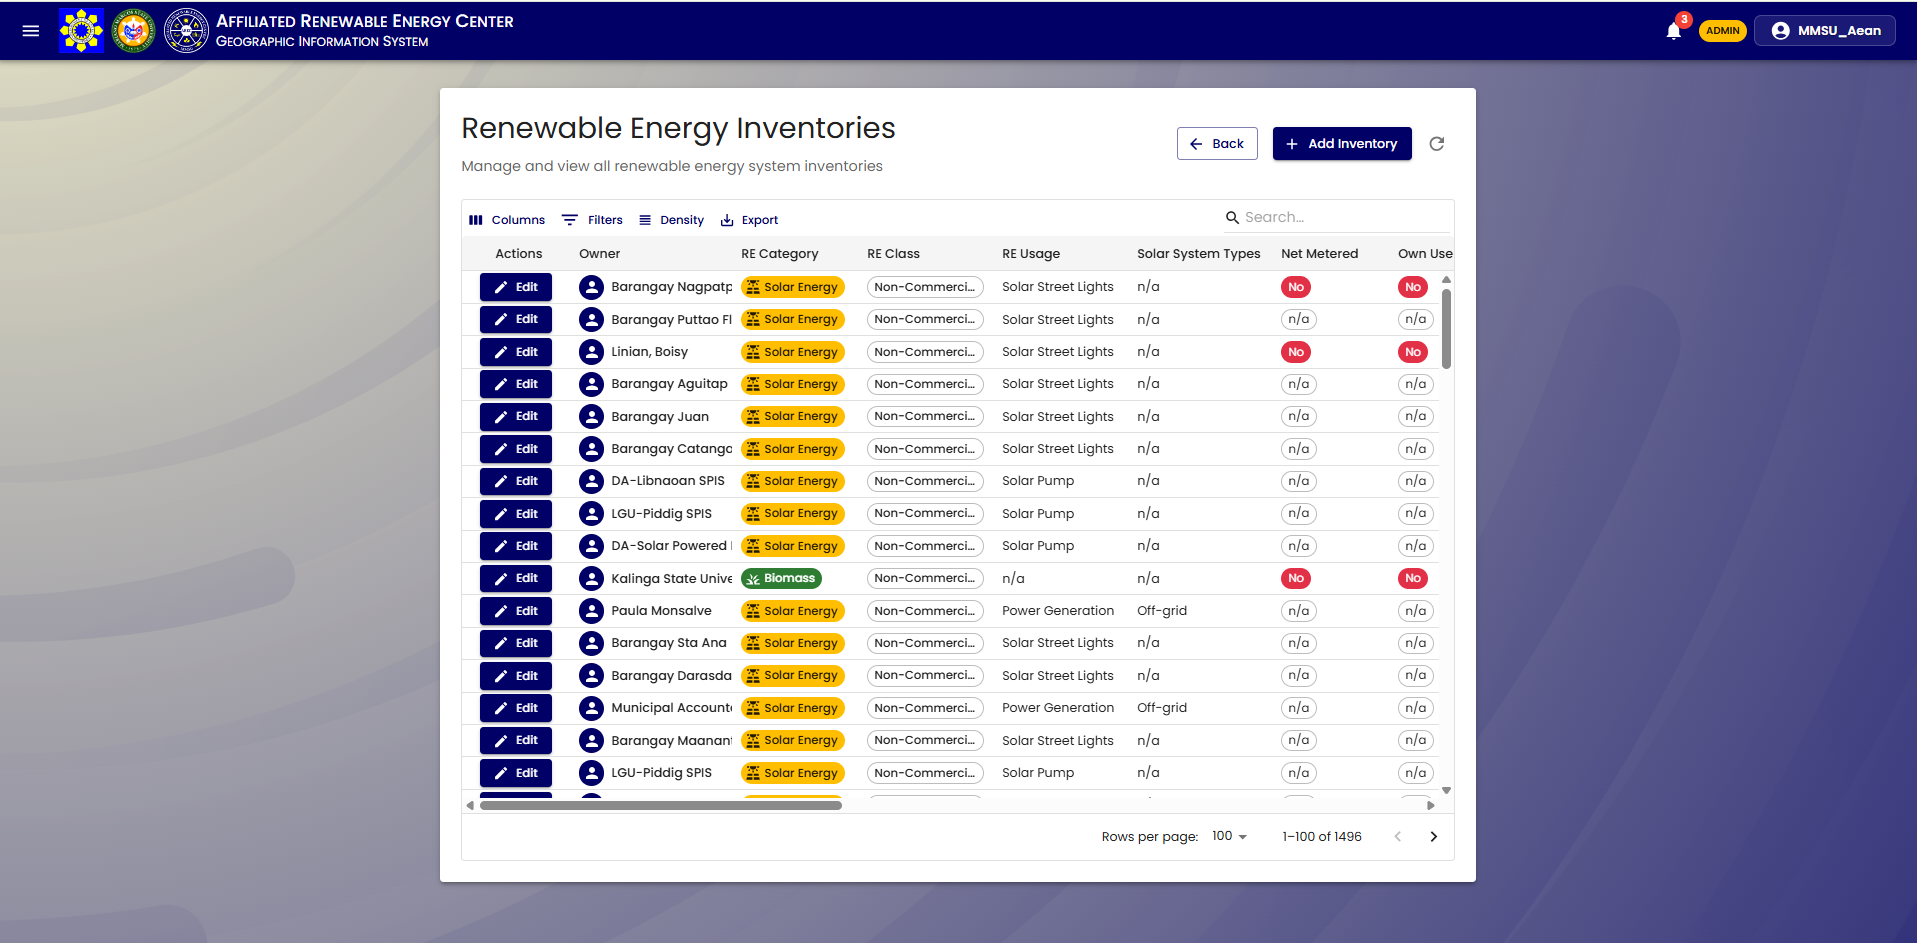 AFFILIATED RENEWABLE ENERGY CENTER
GEOGRAPHIC INFORMATION SYSTEM
3
ADMIN
MMSU_Aean
Renewable Energy Inventories
Manage and view all renewable energy system inventories
Back
Add Inventory
Columns Filters Density Export Search...
Actions Owner RE Category RE Class RE Usage Solar System Types Net Metered Own Use
Edit Barangay Nagpatp Solar Energy Non-Commerci... Solar Street Lights n/a No No
Edit Barangay Puttao Fl Solar Energy Non-Commerci... Solar Street Lights n/a n/a n/a
Edit Linian, Boisy Solar Energy Non-Commerci... Solar Street Lights n/a No No
Edit Barangay Aguitap Solar Energy Non-Commerci... Solar Street Lights n/a n/a n/a
Edit Barangay Juan Solar Energy Non-Commerci... Solar Street Lights n/a n/a n/a
Edit Barangay Catango Solar Energy Non-Commerci... Solar Street Lights n/a n/a n/a
Edit DA-Libnaoan SPIS Solar Energy Non-Commerci... Solar Pump n/a n/a n/a
Edit LGU-Piddig SPIS Solar Energy Non-Commerci... Solar Pump n/a n/a n/a
Edit DA-Solar Powered Solar Energy Non-Commerci... Solar Pump n/a n/a n/a
Edit Kalinga State Unive Biomass Non-Commerci... n/a n/a No No
Edit Paula Monsalve Solar Energy Non-Commerci... Power Generation Off-grid n/a n/a
Edit Barangay Sta Ana Solar Energy Non-Commerci... Solar Street Lights n/a n/a n/a
Edit Barangay Darasda Solar Energy Non-Commerci... Solar Street Lights n/a n/a n/a
Edit Municipal Account Solar Energy Non-Commerci... Power Generation Off-grid n/a n/a
Edit Barangay Maanant Solar Energy Non-Commerci... Solar Street Lights n/a n/a n/a
Edit LGU-Piddig SPIS Solar Energy Non-Commerci... Solar Pump n/a n/a n/a
Rows per page: 100 1–100 of 1496